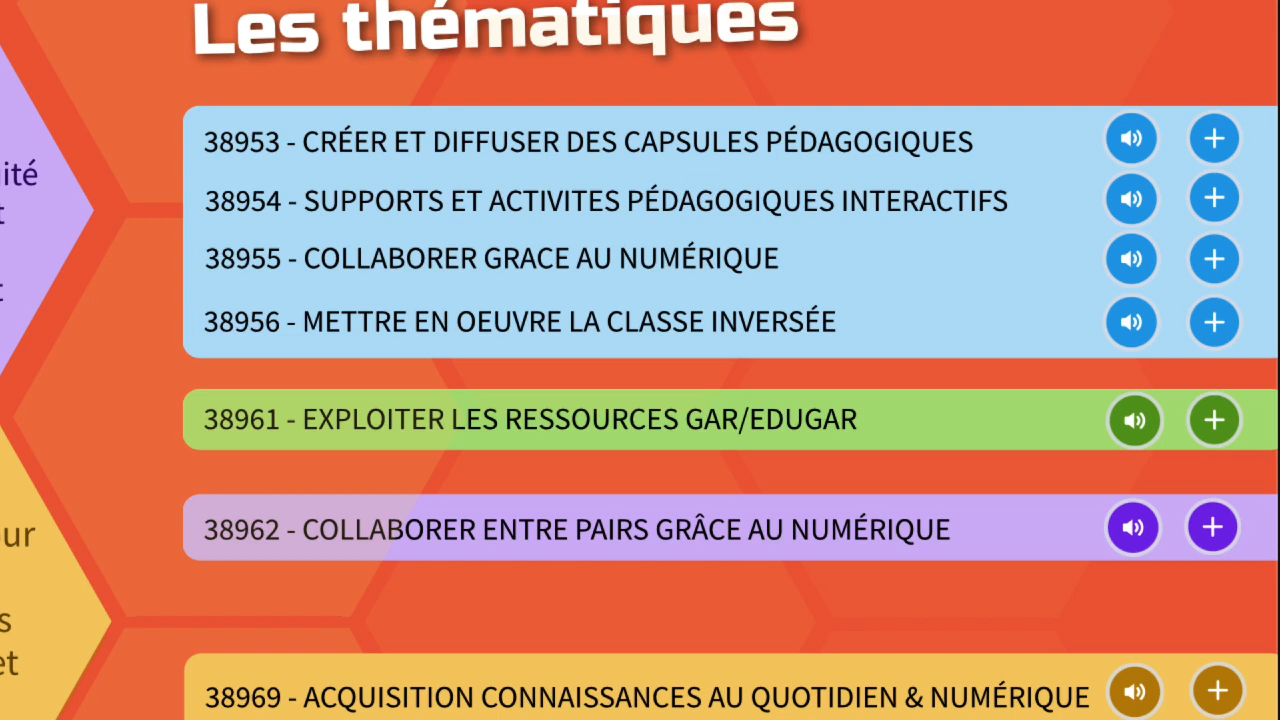 Les thématiques
38953 - CRÉER ET DIFFUSER DES CAPSULES PÉDAGOGIQUES
38954 - SUPPORTS ET ACTIVITES PÉDAGOGIQUES INTERACTIFS
38955 - COLLABORER GRACE AU NUMÉRIQUE
38956 - METTRE EN OEUVRE LA CLASSE INVERSÉE
38961 - EXPLOITER LES RESSOURCES GAR/EDUGAR
38962 - COLLABORER ENTRE PAIRS GRÂCE AU NUMÉRIQUE
38969 - ACQUISITION CONNAISSANCES AU QUOTIDIEN & NUMÉRIQUE